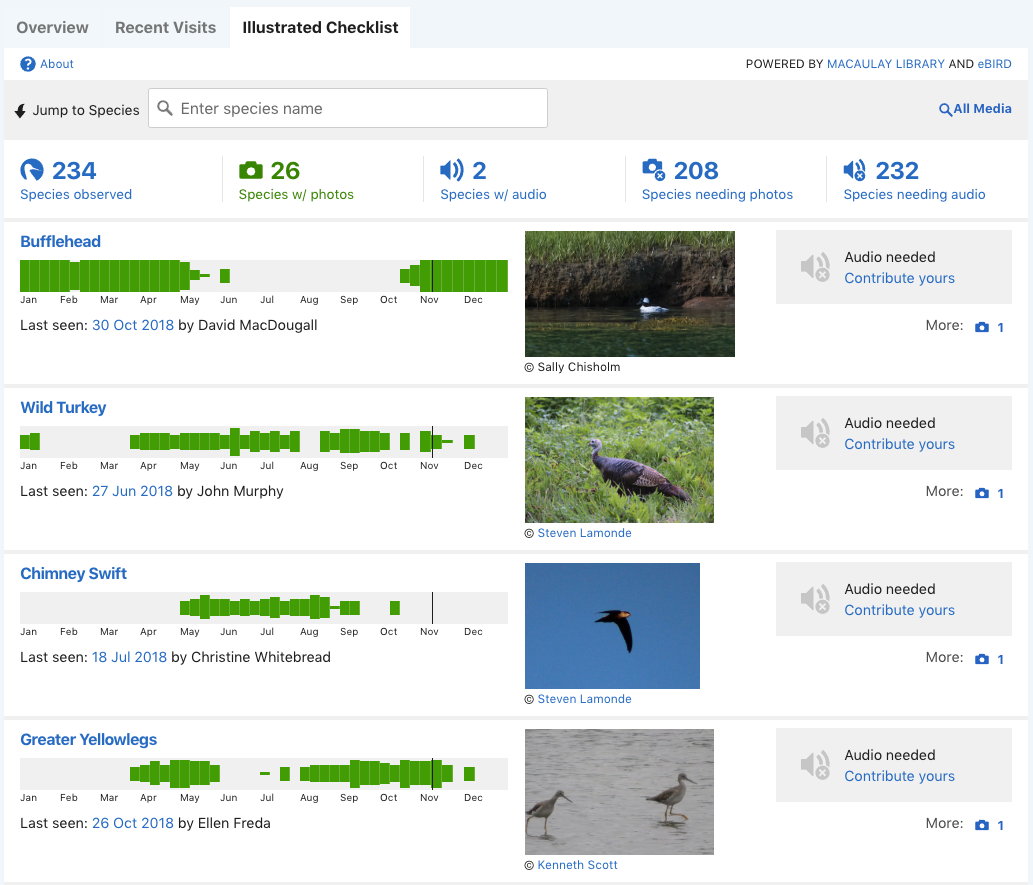 Overview Recent Visits Illustrated Checklist
? About POWERED BY MACAULAY LIBRARY AND eBIRD
Jump to Species Enter species name All Media
234 26 2 208 232
Species observed Species w/ photos Species w/ audio Species needing photos Species needing audio
Bufflehead
Jan Feb Mar Apr May Jun Jul Aug Sep Oct Nov Dec
Last seen: 30 Oct 2018 by David MacDougall
© Sally Chisholm
Audio needed
Contribute yours
More: 1
Wild Turkey
Jan Feb Mar Apr May Jun Jul Aug Sep Oct Nov Dec
Last seen: 27 Jun 2018 by John Murphy
© Steven Lamonde
Audio needed
Contribute yours
More: 1
Chimney Swift
Jan Feb Mar Apr May Jun Jul Aug Sep Oct Nov Dec
Last seen: 18 Jul 2018 by Christine Whitebread
© Steven Lamonde
Audio needed
Contribute yours
More: 1
Greater Yellowlegs
Jan Feb Mar Apr May Jun Jul Aug Sep Oct Nov Dec
Last seen: 26 Oct 2018 by Ellen Freda
© Kenneth Scott
Audio needed
Contribute yours
More: 1